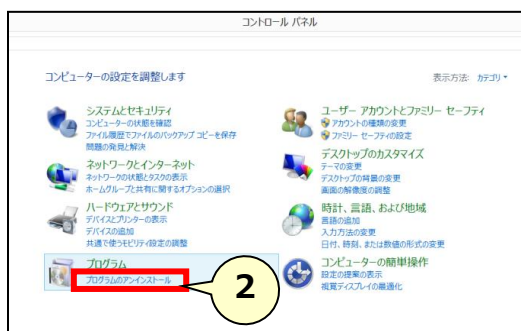 コントロール パネル
コンピューターの設定を調整します
表示方法: カテゴリ
システムとセキュリティ
コンピューターの状態を確認
ファイル履歴でファイルのバックアップ コピーを保存
問題の発見と解決
ネットワークとインターネット
ネットワークの状態とタスクの表示
ホームグループと共有に関するオプションの選択
ハードウェアとサウンド
デバイスとプリンターの表示
デバイスの追加
共通で使うモビリティ設定の調整
プログラム
プログラムのアンインストール
2
ユーザー アカウントとファミリー セーフティ
アカウントの種類の変更
ファミリー セーフティの設定
デスクトップのカスタマイズ
テーマの変更
デスクトップの背景の変更
画面の解像度の調整
時計、言語、および地域
言語の追加
入力方法の変更
日付、時刻、または数値の形式の変更
コンピューターの簡単操作
設定の提案の表示
視覚ディスプレイの最適化